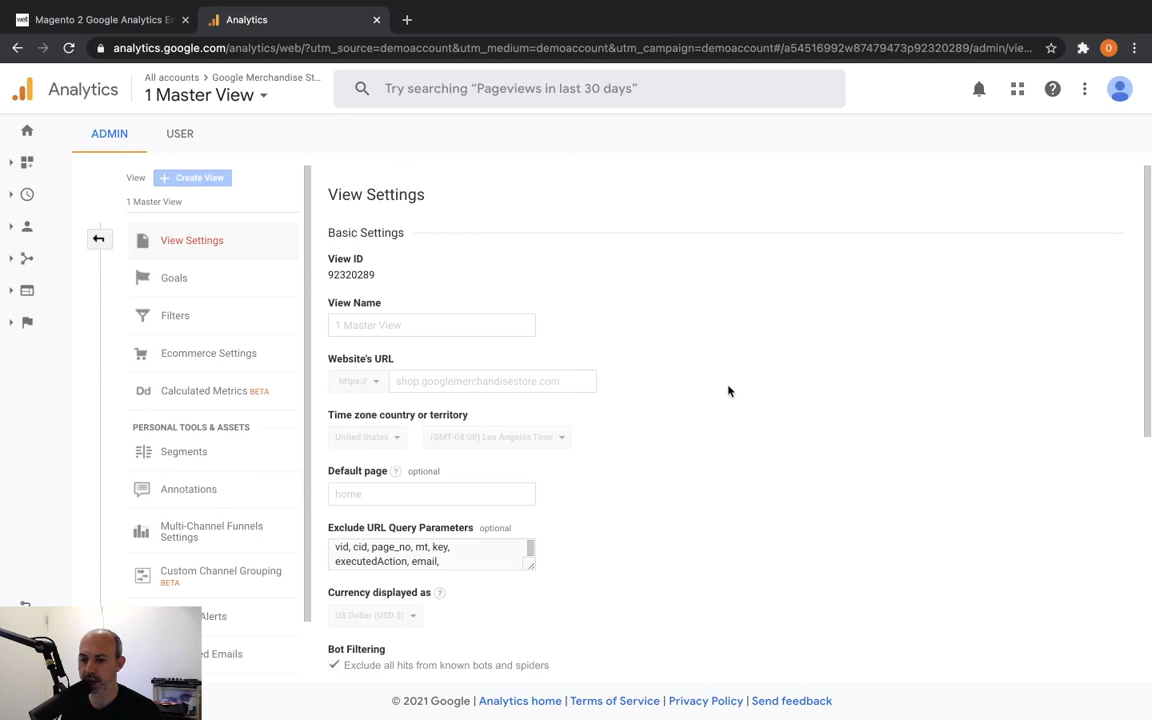 Magento 2 Google Analytics En
Analytics
analytics.google.com/analytics/web/?utm_source=demoaccount&utm_medium=demoaccount&utm_campaign=demoaccount#/a54516992w87479473p92320289/admin/vie...
O
Analytics
All accounts > Google Merchandise St...
1 Master View
Try searching “Pageviews in last 30 days”
ADMIN
USER
View
+ Create View
1 Master View
View Settings
Goals
Filters
Ecommerce Settings
Dd Calculated Metrics BETA
PERSONAL TOOLS & ASSETS
Segments
Annotations
Multi-Channel Funnels
Settings
Custom Channel Grouping
BETA
Alerts
Emails
View Settings
Basic Settings
View ID
92320289
View Name
1 Master View
Website's URL
https://
shop.googlemerchandisestore.com
Time zone country or territory
United States
(GMT-08:00) Los Angeles Time
Default page ? optional
home
Exclude URL Query Parameters optional
vid, cid, page_no, mt, key,
executedAction, email,
Currency displayed as ?
US Dollar (USD $)
Bot Filtering
Exclude all hits from known bots and spiders
© 2021 Google | Analytics home | Terms of Service | Privacy Policy | Send feedback